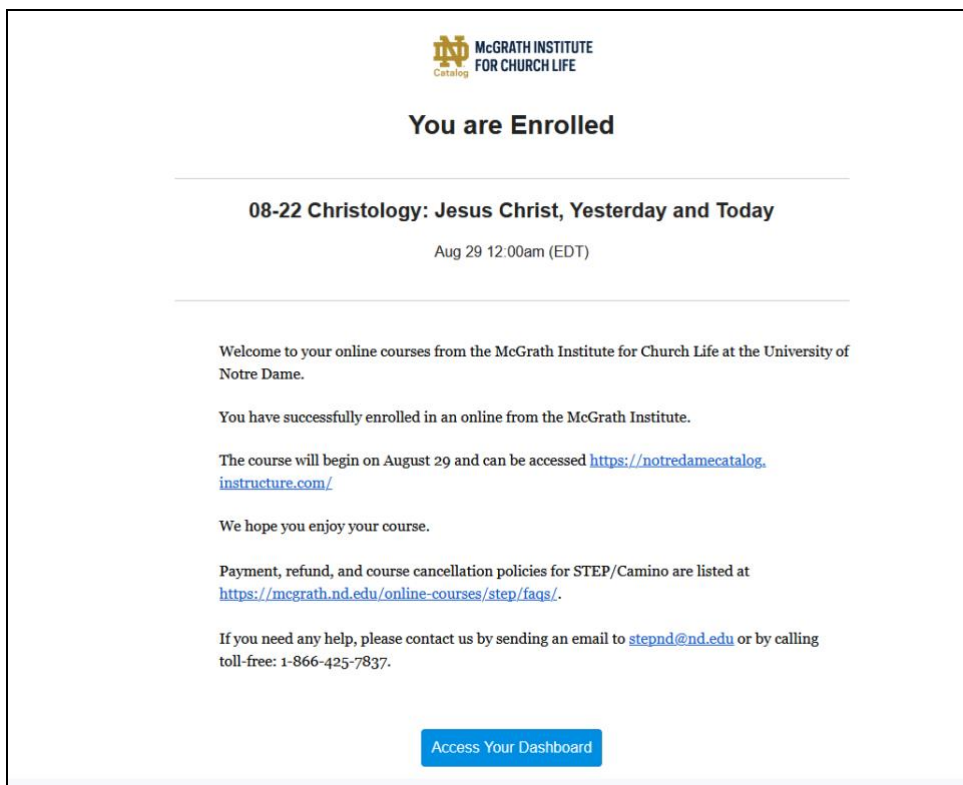 McGRATH INSTITUTE
FOR CHURCH LIFE
ND
Catalog
You are Enrolled
08-22 Christology: Jesus Christ, Yesterday and Today
Aug 29 12:00am (EDT)
Welcome to your online courses from the McGrath Institute for Church Life at the University of
Notre Dame.
You have successfully enrolled in an online from the McGrath Institute.
The course will begin on August 29 and can be accessed https://notredamecatalog.
instructure.com/
We hope you enjoy your course.
Payment, refund, and course cancellation policies for STEP/Camino are listed at
https://mcgrath.nd.edu/online-courses/step/faqs/.
If you need any help, please contact us by sending an email to stepnd@nd.edu or by calling
toll-free: 1-866-425-7837.
Access Your Dashboard